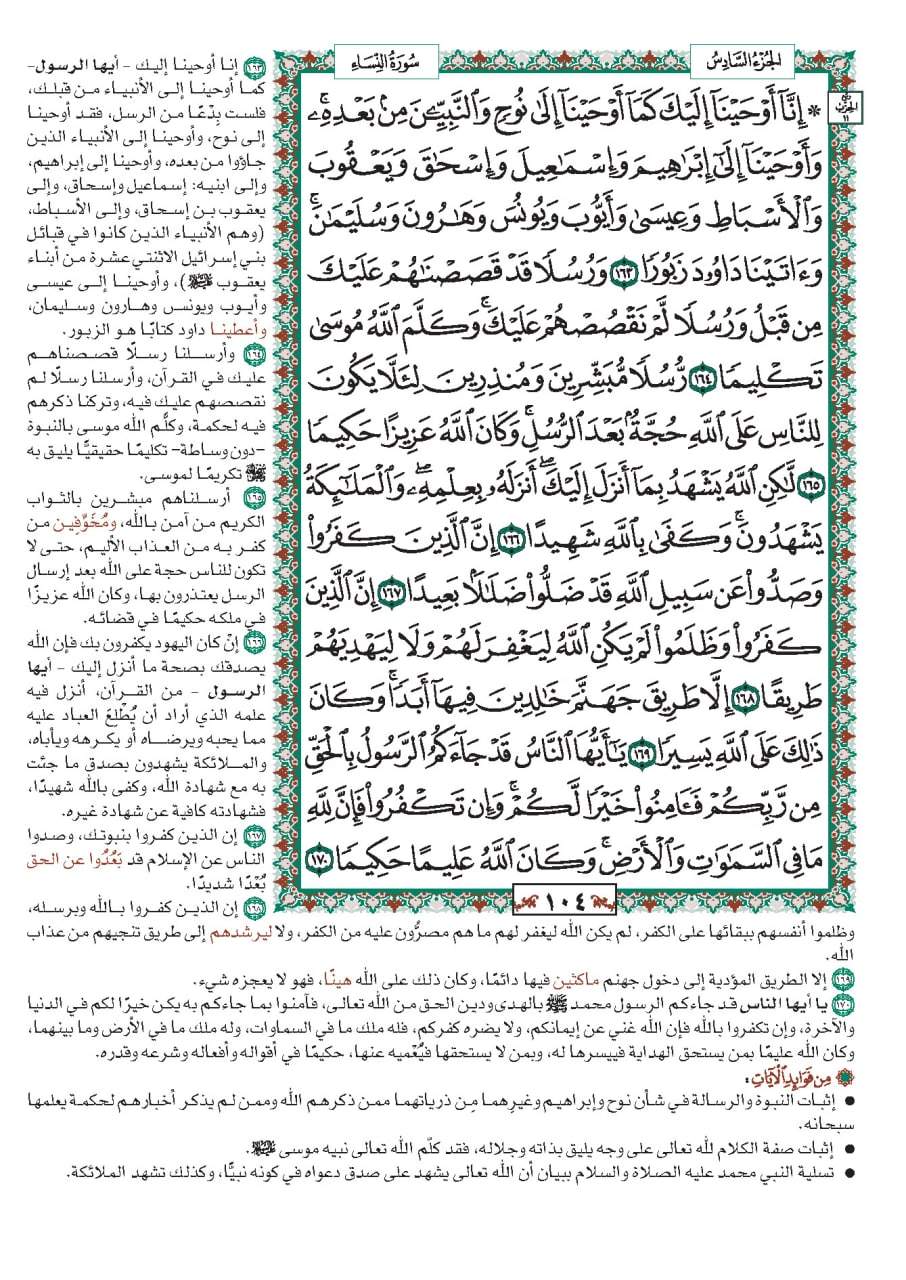 الجزء السادس
سورة النساء
ربع
الحزب
١١
* إِنَّآ أَوْحَيْنَآ إِلَيْكَ كَمَآ أَوْحَيْنَآ إِلَىٰ نُوحٍ وَٱلنَّبِيِّـۧنَ مِنۢ بَعْدِهِۦۚ
وَأَوْحَيْنَآ إِلَىٰٓ إِبْرَٰهِيمَ وَإِسْمَٰعِيلَ وَإِسْحَٰقَ وَيَعْقُوبَ
وَٱلْأَسْبَاطِ وَعِيسَىٰ وَأَيُّوبَ وَيُونُسَ وَهَٰرُونَ وَسُلَيْمَٰنَۚ
وَءَاتَيْنَا دَاوُۥدَ زَبُورًا ١٦٣ وَرُسُلًا قَدْ قَصَصْنَٰهُمْ عَلَيْكَ
مِن قَبْلُ وَرُسُلًا لَّمْ نَقْصُصْهُمْ عَلَيْكَۚ وَكَلَّمَ ٱللَّهُ مُوسَىٰ
تَكْلِيمًا ١٦٤ رُّسُلًا مُّبَشِّرِينَ وَمُنذِرِينَ لِئَلَّا يَكُونَ
لِلنَّاسِ عَلَى ٱللَّهِ حُجَّةٌۢ بَعْدَ ٱلرُّسُلِۚ وَكَانَ ٱللَّهُ عَزِيزًا حَكِيمًا
١٦٥ لَّٰكِنِ ٱللَّهُ يَشْهَدُ بِمَآ أَنزَلَ إِلَيْكَۖ أَنزَلَهُۥ بِعِلْمِهِۦۖ وَٱلْمَلَٰٓئِكَةُ
يَشْهَدُونَۚ وَكَفَىٰ بِٱللَّهِ شَهِيدًا ١٦٦ إِنَّ ٱلَّذِينَ كَفَرُوا۟
وَصَدُّوا۟ عَن سَبِيلِ ٱللَّهِ قَدْ ضَلُّوا۟ ضَلَٰلًۢا بَعِيدًا ١٦٧ إِنَّ ٱلَّذِينَ
كَفَرُوا۟ وَظَلَمُوا۟ لَمْ يَكُنِ ٱللَّهُ لِيَغْفِرَ لَهُمْ وَلَا لِيَهْدِيَهُمْ
طَرِيقًا ١٦٨ إِلَّا طَرِيقَ جَهَنَّمَ خَٰلِدِينَ فِيهَآ أَبَدًاۚ وَكَانَ
ذَٰلِكَ عَلَى ٱللَّهِ يَسِيرًا ١٦٩ يَٰٓأَيُّهَا ٱلنَّاسُ قَدْ جَآءَكُمُ ٱلرَّسُولُ بِٱلْحَقِّ
مِن رَّبِّكُمْ فَـَٔامِنُوا۟ خَيْرًا لَّكُمْۚ وَإِن تَكْفُرُوا۟ فَإِنَّ لِلَّهِ
مَا فِى ٱلسَّمَٰوَٰتِ وَٱلْأَرْضِۚ وَكَانَ ٱللَّهُ عَلِيمًا حَكِيمًا ١٧٠
١٠٤
١٦٣ إنا أوحينا إليك - أيها الرسول-
كما أوحينا إلى الأنبياء من قبلك،
فلست بِدْعًا من الرسل، فقد أوحينا
إلى نوح، وأوحينا إلى الأنبياء الذين
جاؤوا من بعده، وأوحينا إلى إبراهيم،
وإلى ابنيه: إسماعيل وإسحاق، وإلى
يعقوب بن إسحاق، وإلى الأسباط،
(وهم الأنبياء الذين كانوا في قبائل
بني إسرائيل الاثنتي عشرة من أبناء
يعقوب ﷺ)، وأوحينا إلى عيسى
وأيوب ويونس وهارون وسليمان،
وأعطينا داود كتابًا هو الزبور.
١٦٤ وأرسلنا رسلًا قصصناهم
عليك في القرآن، وأرسلنا رسلًا لم
نقصصهم عليك فيه، وتركنا ذكرهم
فيه لحكمة، وكلَّم الله موسى بالنبوة
-دون وساطة- تكليمًا حقيقيًّا يليق به
ﷺ تكريمًا لموسى.
١٦٥ أرسلناهم مبشرين بالثواب
الكريم من آمن بالله، ومُخَوِّفِين من
كفر به من العذاب الأليم، حتى لا
تكون للناس حجة على الله بعد إرسال
الرسل يعتذرون بها، وكان الله عزيزًا
في ملكه حكيمًا في قضائه.
١٦٦ إنّ كان اليهود يكفرون بك فإن الله
يصدقك بصحة ما أنزل إليك - أيها
الرسول - من القرآن، أنزل فيه
علمه الذي أراد أن يُطْلِعَ العباد عليه
مما يحبه ويرضاه أو يكرهه ويأباه،
والملائكة يشهدون بصدق ما جئت
به مع شهادة الله، وكفى بالله شهيدًا،
فشهادته كافية عن شهادة غيره.
١٦٧ إن الذين كفروا بنبوتك، وصدوا
الناس عن الإسلام قد بَعُدُوا عن الحق
بُعْدًا شديدًا.
١٦٨ إن الذين كفروا بالله وبرسله،
وظلموا أنفسهم ببقائها على الكفر، لم يكن الله ليغفر لهم ما هم مصرُّون عليه من الكفر، ولا ليرشدهم إلى طريق تنجيهم من عذاب
الله.
١٦٩ إلا الطريق المؤدية إلى دخول جهنم ماكثين فيها دائمًا، وكان ذلك على الله هينًا، فهو لا يعجزه شيء.
١٧٠ يا أيها الناس قد جاءكم الرسول محمد ﷺ بالهدى ودين الحق من الله تعالى، فآمنوا بما جاءكم به يكن خيرًا لكم في الدنيا
والآخرة، وإن تكفروا بالله فإن الله غني عن إيمانكم، ولا يضره كفركم، فله ملك ما في السماوات، وله ملك ما في الأرض وما بينهما،
وكان الله عليمًا بمن يستحق الهداية فييسرها له، وبمن لا يستحقها فيُعْميه عنها، حكيمًا في أقواله وأفعاله وشرعه وقدره.
من فوائد الآيات:
● إثبات النبوة والرسالة في شأن نوح وإبراهيم وغيرهما من ذرياتهما ممن ذكرهم الله وممن لم يذكر أخبارهم لحكمة يعلمها
سبحانه.
● إثبات صفة الكلام لله تعالى على وجه يليق بذاته وجلاله، فقد كلّم الله تعالى نبيه موسى ﷺ.
● تسلية النبي محمد عليه الصلاة والسلام ببيان أن الله تعالى يشهد على صدق دعواه في كونه نبيًّا، وكذلك تشهد الملائكة.